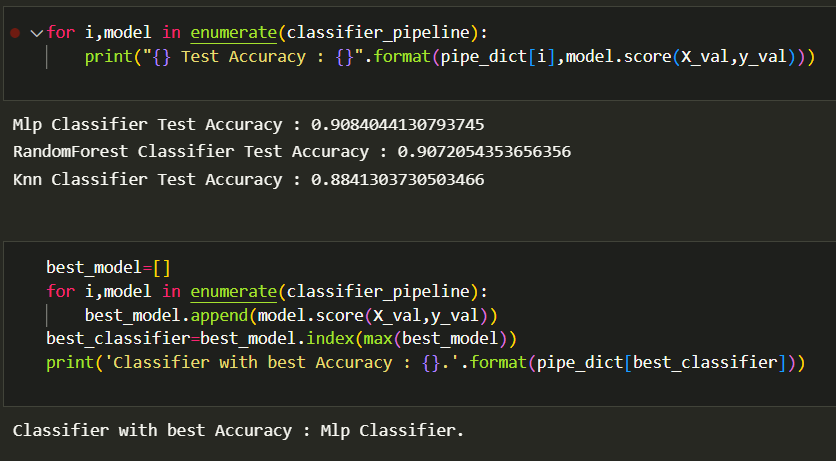 for i,model in enumerate(classifier_pipeline):
    print("{} Test Accuracy : {}".format(pipe_dict[i],model.score(X_val,y_val)))
Mlp Classifier Test Accuracy : 0.9084044130793745
RandomForest Classifier Test Accuracy : 0.9072054353656356
Knn Classifier Test Accuracy : 0.8841303730503466
best_model=[]
for i,model in enumerate(classifier_pipeline):
    best_model.append(model.score(X_val,y_val))
best_classifier=best_model.index(max(best_model))
print('Classifier with best Accuracy : {}.'.format(pipe_dict[best_classifier]))
Classifier with best Accuracy : Mlp Classifier.